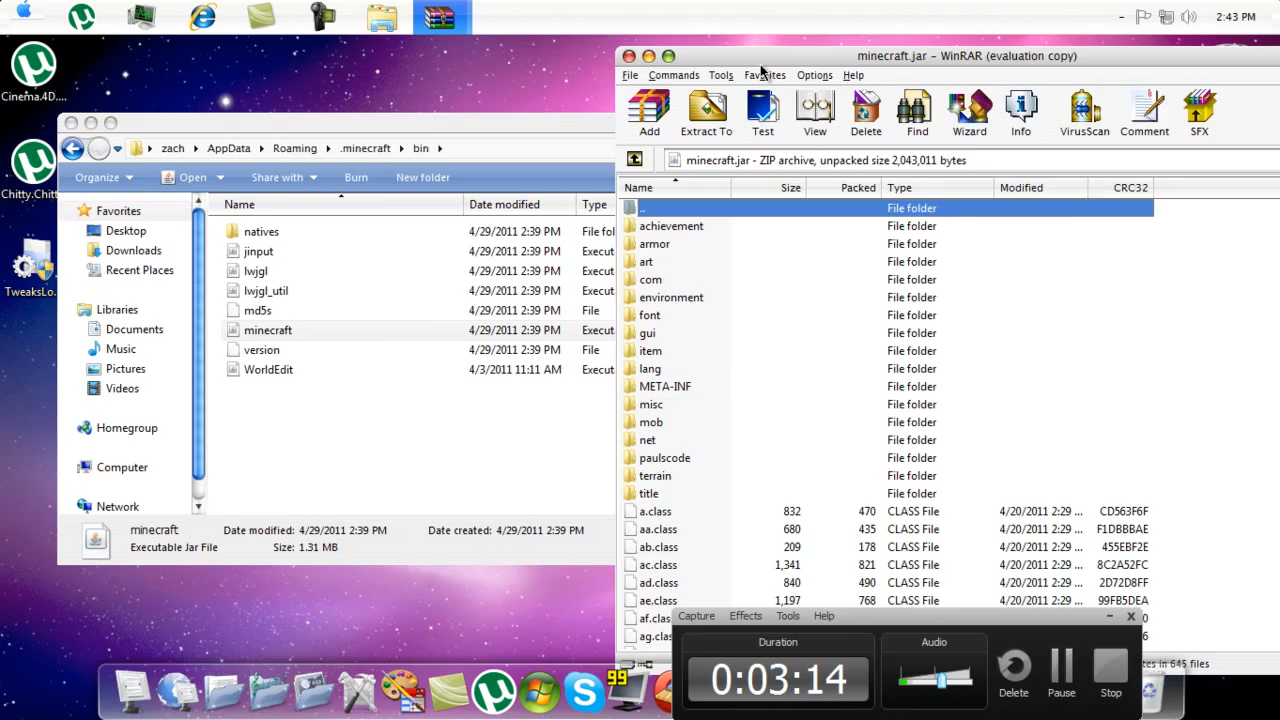 2:43 PM
Cinema.4D....
Chitty.Chitt
TweaksLo...
zach AppData Roaming .minecraft bin
Organize Open Share with Burn New folder
Favorites
Desktop
Downloads
Recent Places
Libraries
Documents
Music
Pictures
Videos
Homegroup
Computer
Network
Name Date modified Type
natives 4/29/2011 2:39 PM File fol
jinput 4/29/2011 2:39 PM Execut
lwjgl 4/29/2011 2:39 PM Execut
lwjgl_util 4/29/2011 2:39 PM Execut
md5s 4/29/2011 2:39 PM File
minecraft 4/29/2011 2:39 PM Execut
version 4/29/2011 2:39 PM File
WorldEdit 4/3/2011 11:11 AM Execut
minecraft Date modified: 4/29/2011 2:39 PM Date created: 4/29/2011 2:39 PM
Executable Jar File Size: 1.31 MB
minecraft.jar - WinRAR (evaluation copy)
File Commands Tools Favorites Options Help
Add Extract To Test View Delete Find Wizard Info VirusScan Comment SFX
minecraft.jar - ZIP archive, unpacked size 2,043,011 bytes
Name Size Packed Type Modified CRC32
.. File folder
achievement File folder
armor File folder
art File folder
com File folder
environment File folder
font File folder
gui File folder
item File folder
lang File folder
META-INF File folder
misc File folder
mob File folder
net File folder
paulscode File folder
terrain File folder
title File folder
a.class 832 470 CLASS File 4/20/2011 2:29 ... CD563F6F
aa.class 680 435 CLASS File 4/20/2011 2:29 ... F1DBBBAE
ab.class 209 178 CLASS File 4/20/2011 2:29 ... 455EBF2E
ac.class 1,341 821 CLASS File 4/20/2011 2:29 ... 8C2A52FC
ad.class 840 490 CLASS File 4/20/2011 2:29 ... 2D72D8FF
ae.class 1,197 768 CLASS File 4/20/2011 2:29 ... 99FB5DEA
af.clas 0
ag.cla 6
tes in 645 files
Capture Effects Tools Help
Duration
0:03:14
Audio
Delete Pause Stop
99